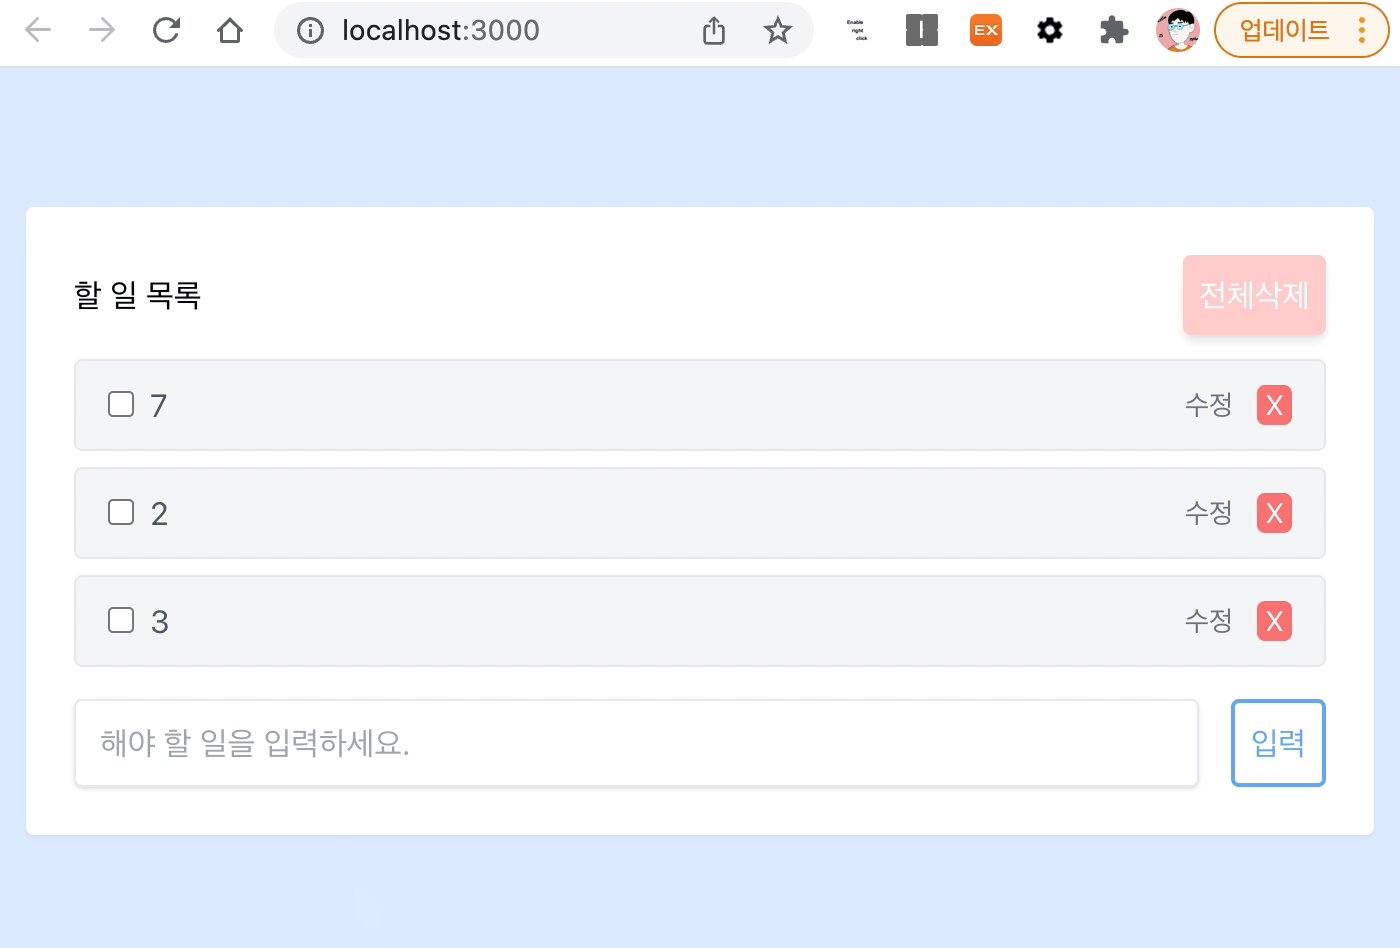 localhost:3000
Enable
right
click
EX
업데이트
할 일 목록
전체삭제
7
수정 X
2
수정 X
3
수정 X
해야 할 일을 입력하세요.
입력